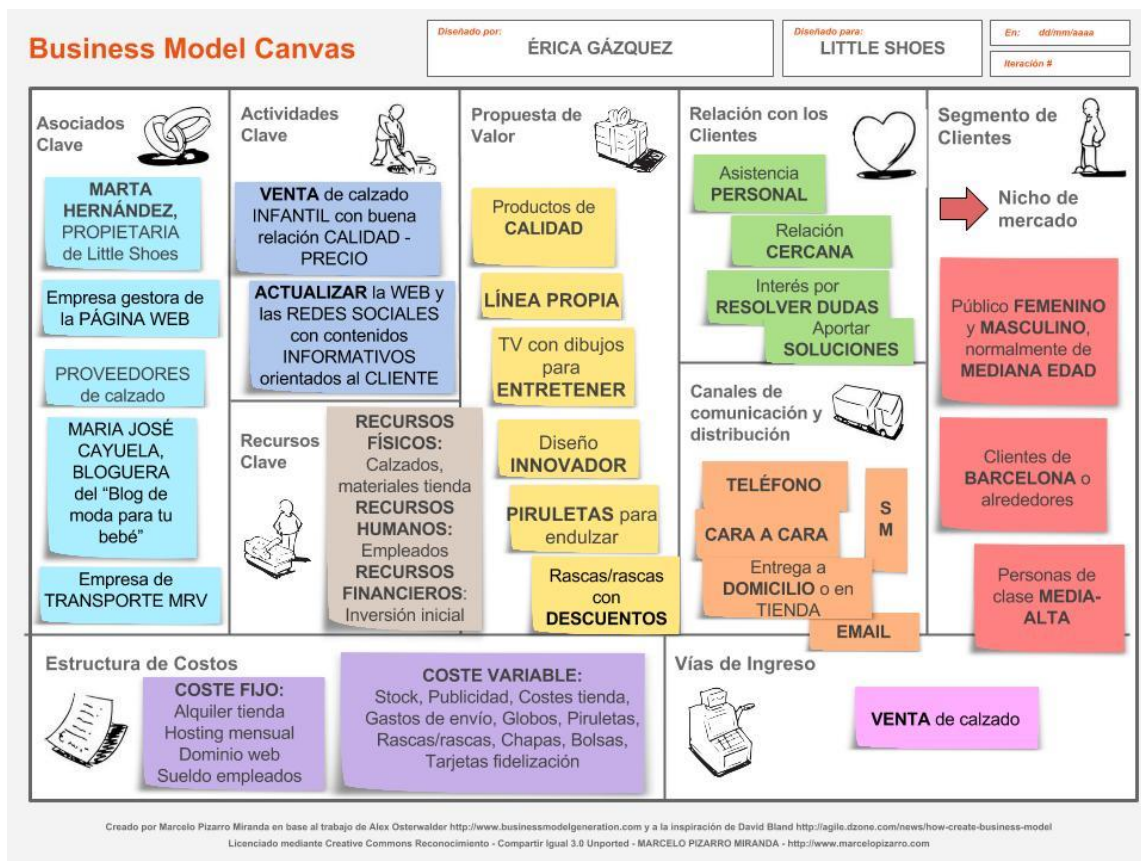 Business Model Canvas
Diseñado por:
ÉRICA GÁZQUEZ
Diseñado para:
LITTLE SHOES
En: dd/mm/aaaa
Iteración #
Asociados
Clave
MARTA
HERNÁNDEZ,
PROPIETARIA
de Little Shoes
Empresa gestora de
la PÁGINA WEB
PROVEEDORES
de calzado
MARIA JOSÉ
CAYUELA,
BLOGUERA
del “Blog de
moda para tu
bebé”
Empresa de
TRANSPORTE MRV
Actividades
Clave
VENTA de calzado
INFANTIL con buena
relación CALIDAD -
PRECIO
ACTUALIZAR la WEB y
las REDES SOCIALES
con contenidos
INFORMATIVOS
orientados al CLIENTE
Recursos
Clave
RECURSOS
FÍSICOS:
Calzados,
materiales tienda
RECURSOS
HUMANOS:
Empleados
RECURSOS
FINANCIEROS:
Inversión inicial
Propuesta de
Valor
Productos de
CALIDAD
LÍNEA PROPIA
TV con dibujos
para
ENTRETENER
Diseño
INNOVADOR
PIRULETAS para
endulzar
Rascas/rascas
con
DESCUENTOS
Relación con los
Clientes
Asistencia
PERSONAL
Relación
CERCANA
Interés por
RESOLVER DUDAS
Aportar
SOLUCIONES
Canales de
comunicación y
distribución
TELÉFONO
S
M
CARA A CARA
Entrega a
DOMICILIO o en
TIENDA
EMAIL
Segmento de
Clientes
Nicho de
mercado
Público FEMENINO
y MASCULINO,
normalmente de
MEDIANA EDAD
Clientes de
BARCELONA o
alrededores
Personas de
clase MEDIA-
ALTA
Estructura de Costos
COSTE FIJO:
Alquiler tienda
Hosting mensual
Dominio web
Sueldo empleados
COSTE VARIABLE:
Stock, Publicidad, Costes tienda,
Gastos de envío, Globos, Piruletas,
Rascas/rascas, Chapas, Bolsas,
Tarjetas fidelización
Vías de Ingreso
VENTA de calzado
Creado por Marcelo Pizarro Miranda en base al trabajo de Alex Osterwalder http://www.businessmodelgeneration.com y a la inspiración de David Bland http://agile.dzone.com/news/how-create-business-model
Licenciado mediante Creative Commons Reconocimiento - Compartir Igual 3.0 Unported - MARCELO PIZARRO MIRANDA - http://www.marcelopizarro.com